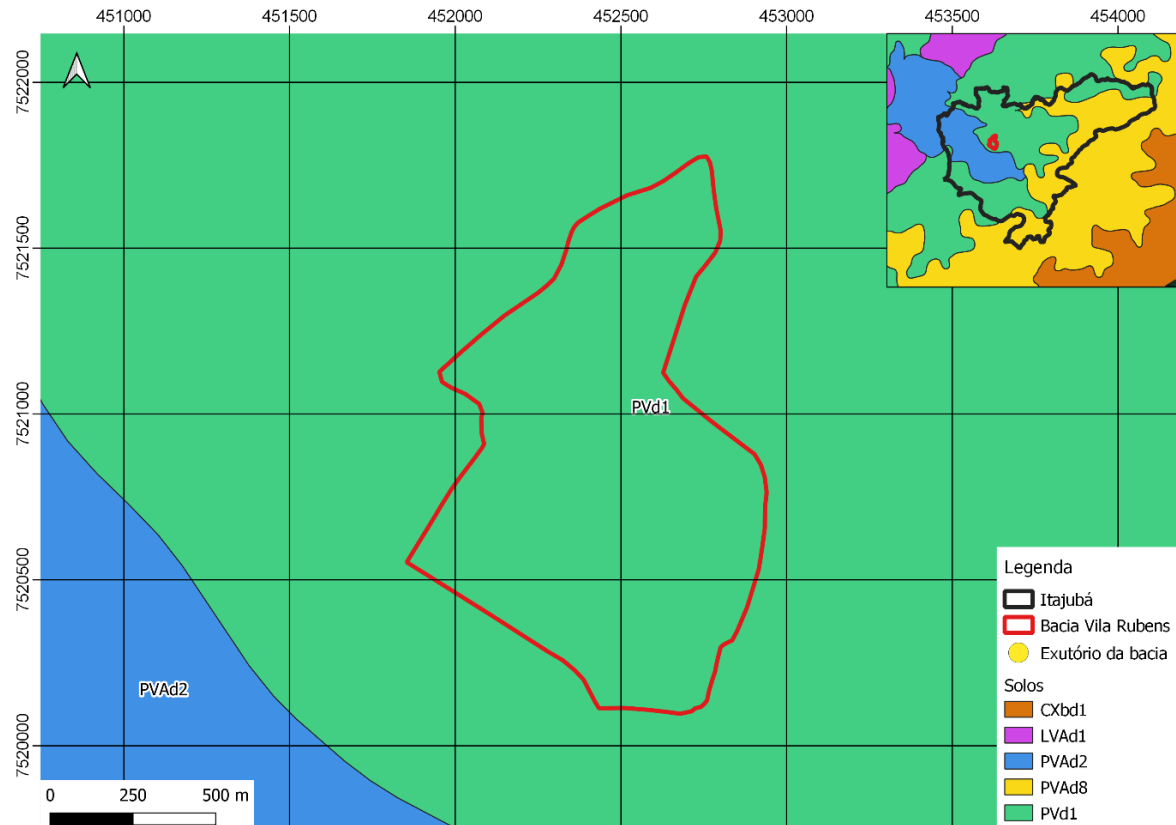 451000 451500 452000 452500 453000 453500 454000
7522000
7521500
7521000
7520500
7520000
PVd1
PVAd2
0 250 500 m
Legenda
Itajubá
Bacia Vila Rubens
Exutório da bacia
Solos
CXbd1
LVAd1
PVAd2
PVAd8
PVd1